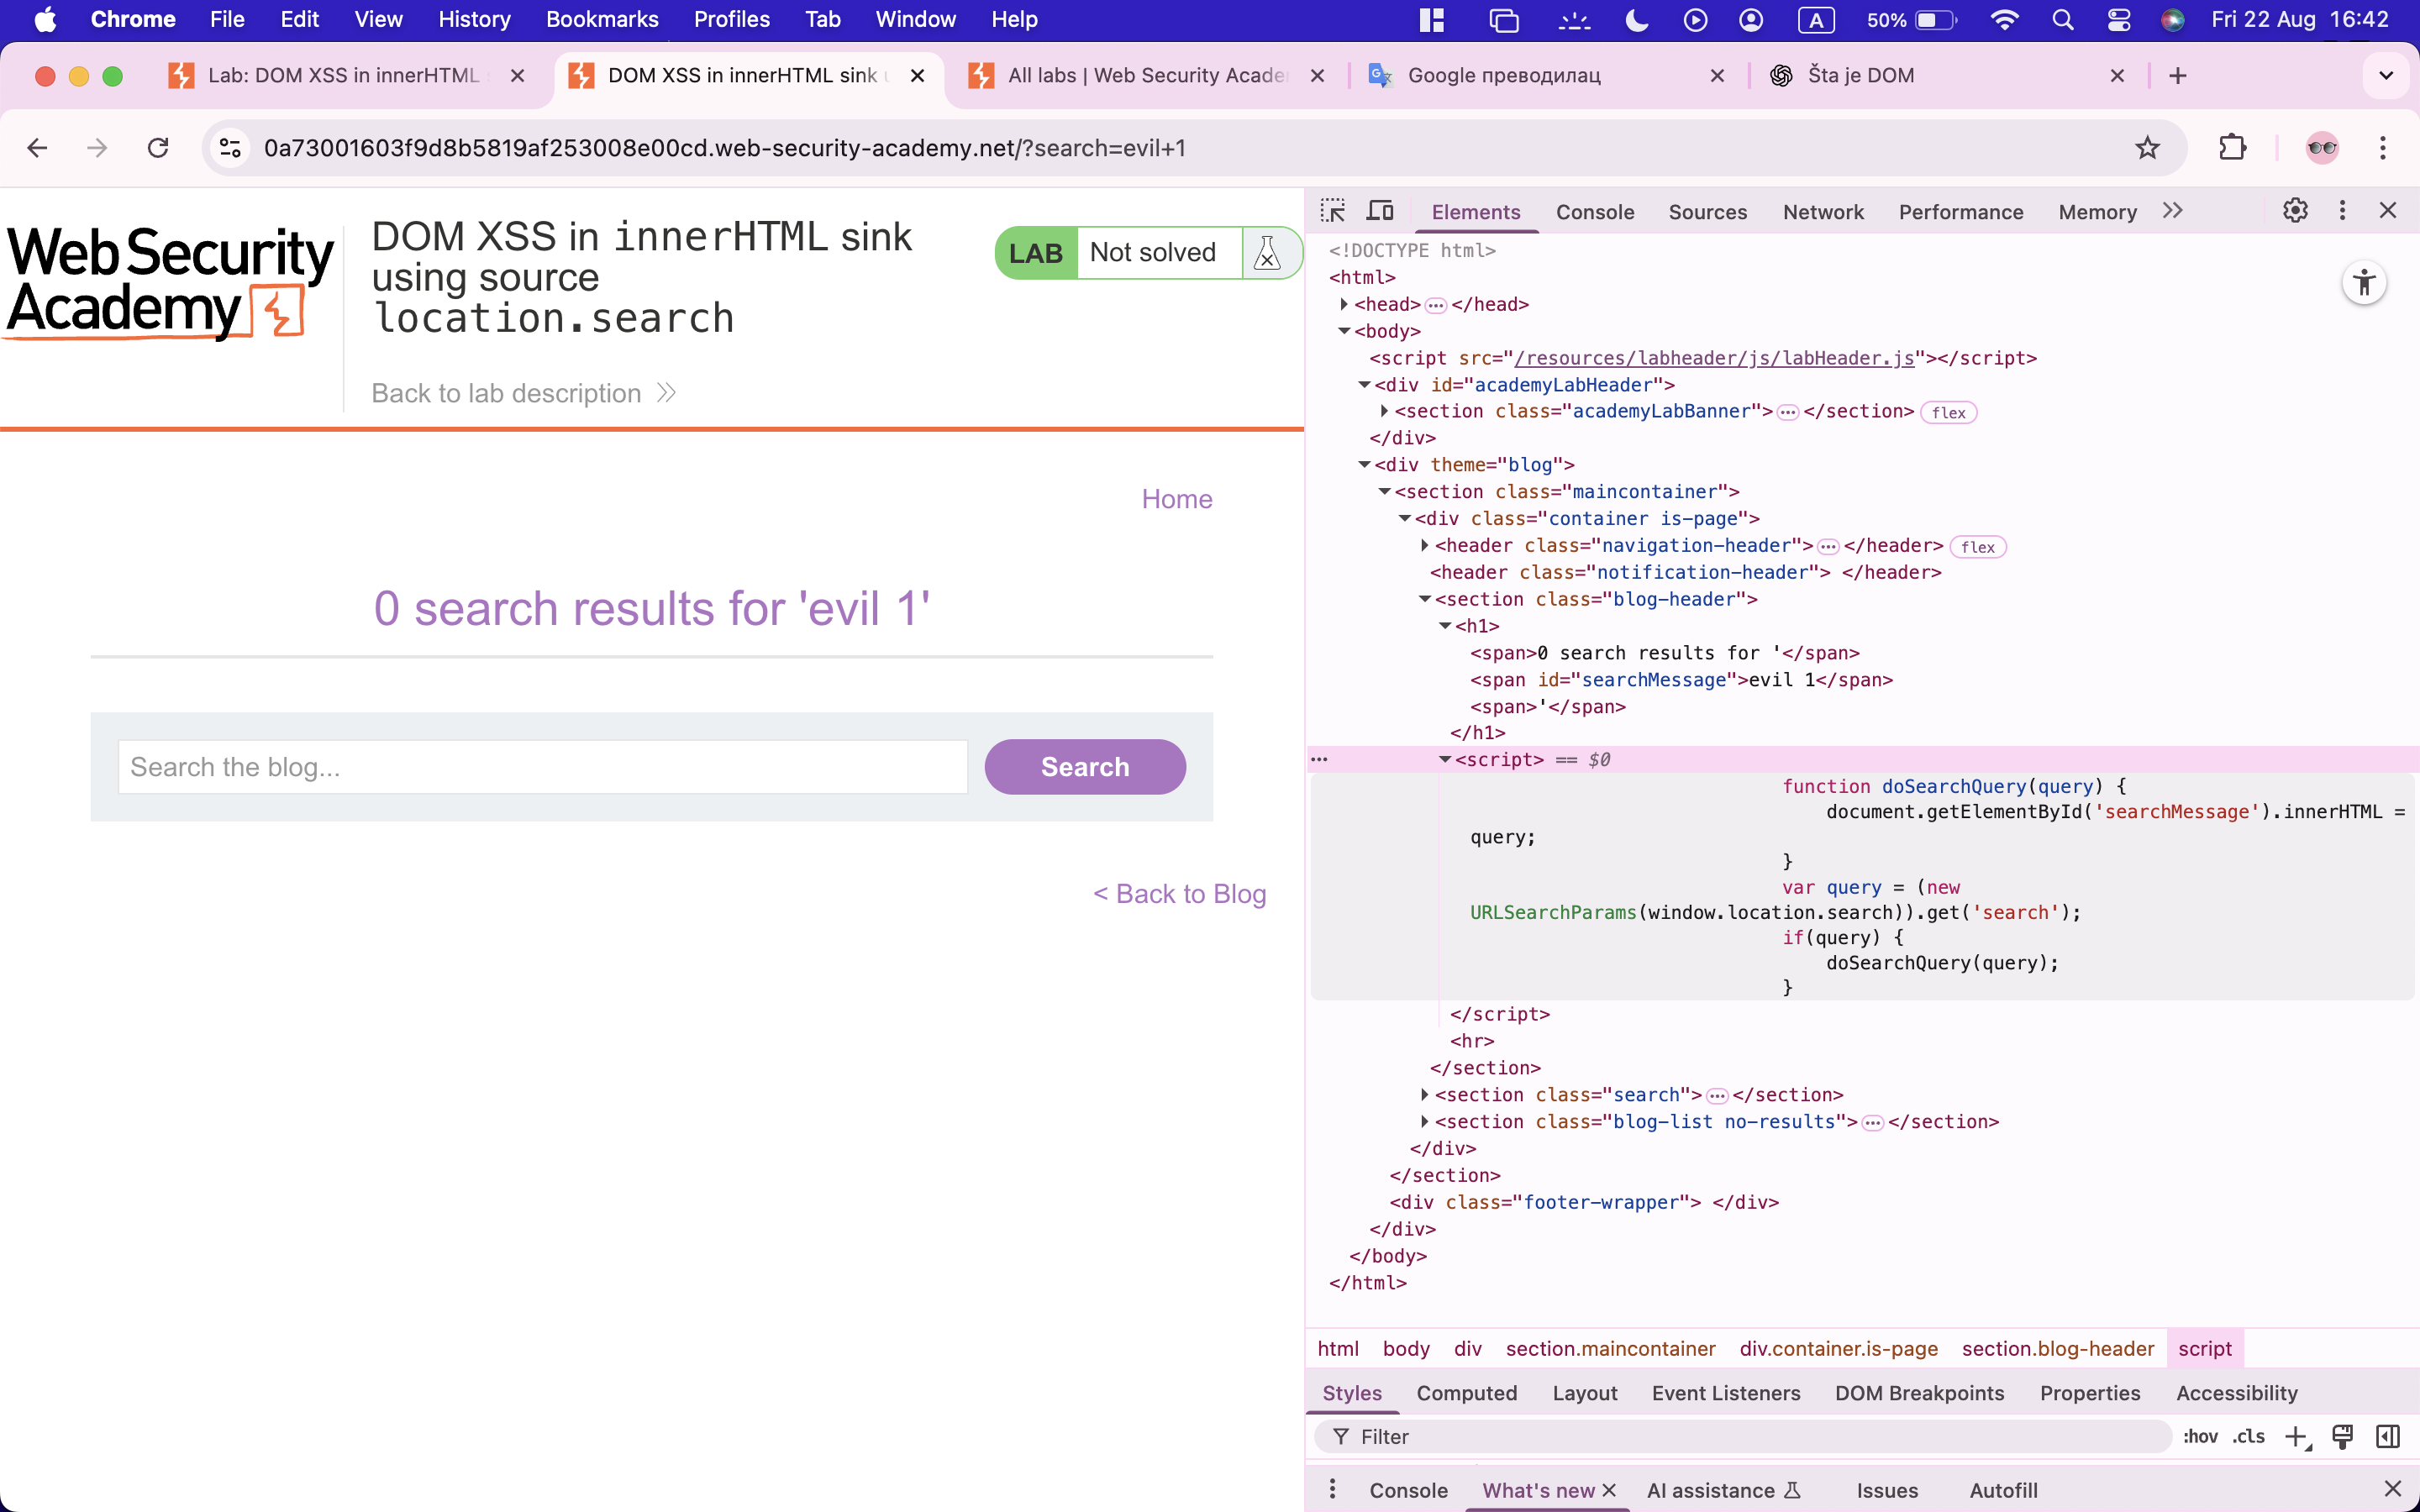 Chrome File Edit View History Bookmarks Profiles Tab Window Help A 50% Fri 22 Aug 16:42
Lab: DOM XSS in innerHTML
DOM XSS in innerHTML sink
All labs | Web Security Acade
Google преводилац
Šta je DOM
0a73001603f9d8b5819af253008e00cd.web-security-academy.net/?search=evil+1
Web Security
Academy
DOM XSS in innerHTML sink
using source
location.search
LAB Not solved
Back to lab description
Home
0 search results for 'evil 1'
Search the blog...
Search
< Back to Blog
Elements Console Sources Network Performance Memory
<!DOCTYPE html>
<html>
<head> … </head>
<body>
<script src="/resources/labheader/js/labHeader.js"></script>
<div id="academyLabHeader">
<section class="academyLabBanner"> … </section> flex
</div>
<div theme="blog">
<section class="maincontainer">
<div class="container is-page">
<header class="navigation-header"> … </header> flex
<header class="notification-header"> </header>
<section class="blog-header">
<h1>
<span>0 search results for '</span>
<span id="searchMessage">evil 1</span>
<span>'</span>
</h1>
<script> == $0
function doSearchQuery(query) {
document.getElementById('searchMessage').innerHTML =
query;
}
var query = (new
URLSearchParams(window.location.search)).get('search');
if(query) {
doSearchQuery(query);
}
</script>
<hr>
</section>
<section class="search"> … </section>
<section class="blog-list no-results"> … </section>
</div>
</section>
<div class="footer-wrapper"> </div>
</div>
</body>
</html>
html body div section.maincontainer div.container.is-page section.blog-header script
Styles Computed Layout Event Listeners DOM Breakpoints Properties Accessibility
Filter :hov .cls
Console What's new AI assistance Issues Autofill